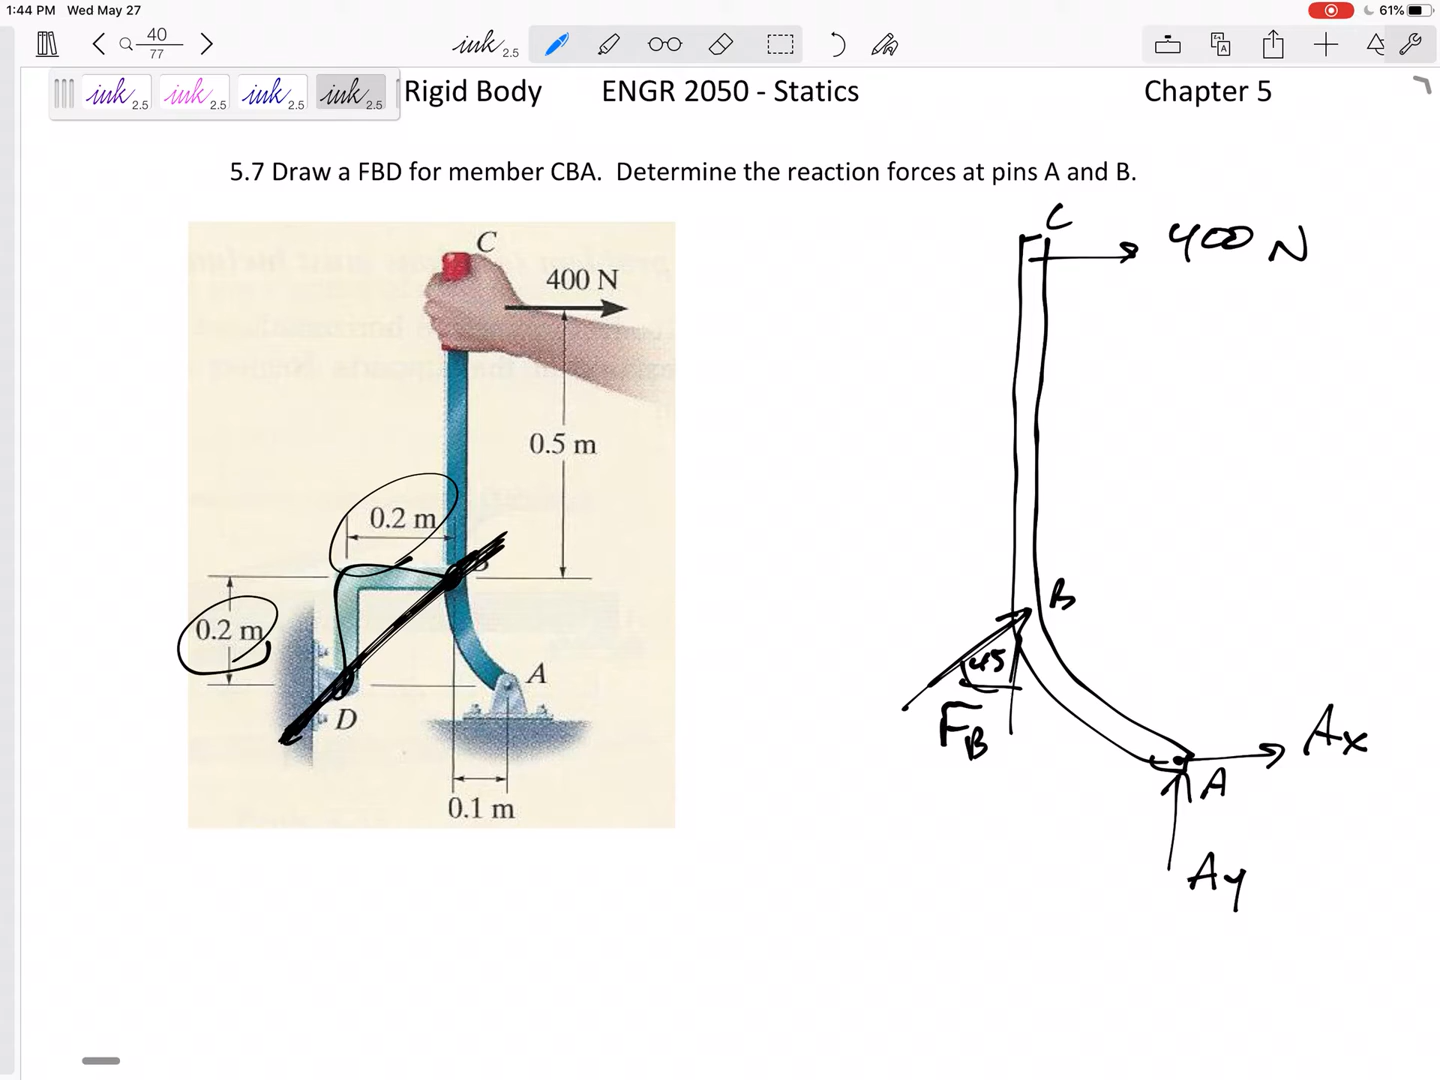 1:44 PM Wed May 27
61%
40
77
ink 2.5
ink 2.5
ink 2.5
ink 2.5
ink 2.5
Rigid Body ENGR 2050 - Statics Chapter 5
5.7 Draw a FBD for member CBA. Determine the reaction forces at pins A and B.
C
400 N
0.5 m
0.2 m
B
0.2 m
A
D
0.1 m
C
400 N
B
45
FB
Ax
A
Ay